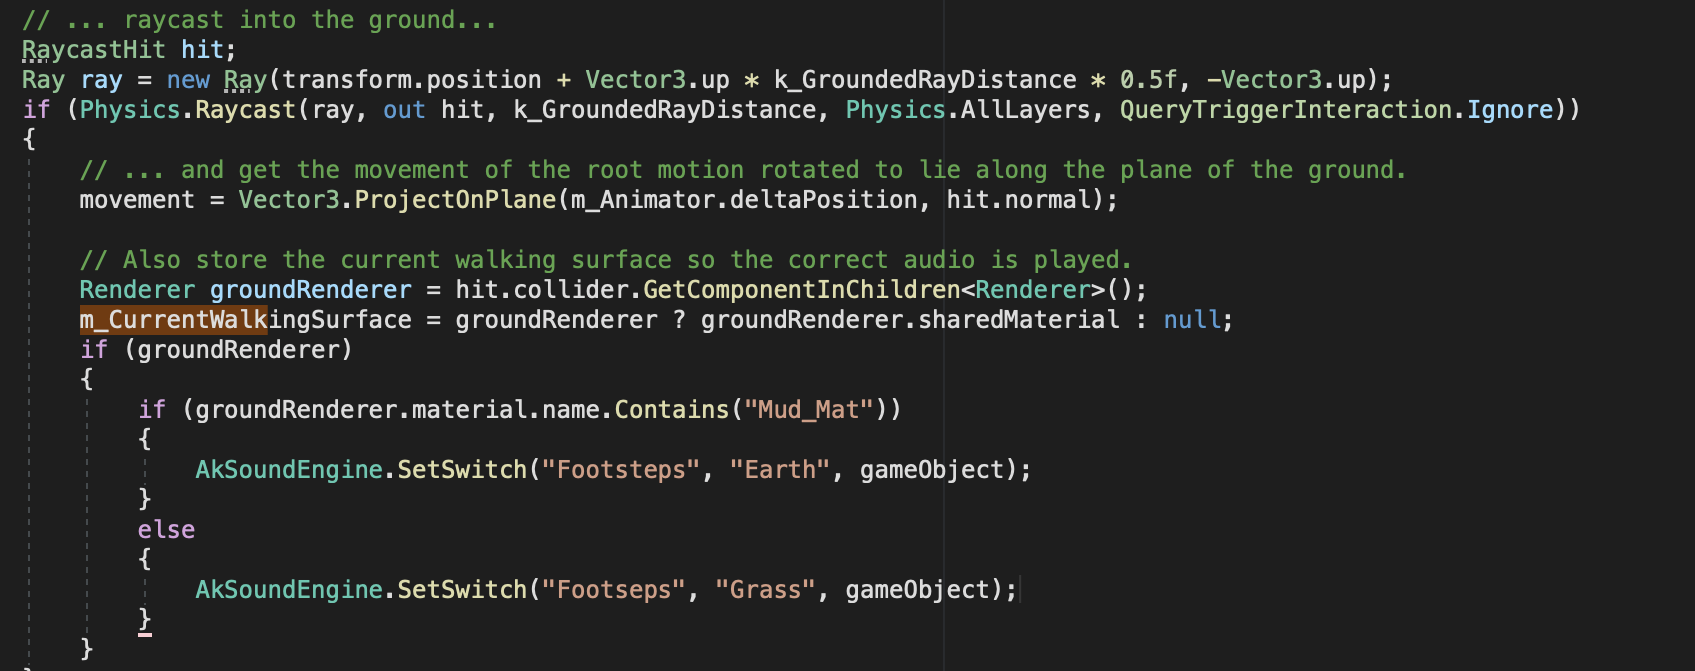 // ... raycast into the ground...
RaycastHit hit;
Ray ray = new Ray(transform.position + Vector3.up * k_GroundedRayDistance * 0.5f, -Vector3.up);
if (Physics.Raycast(ray, out hit, k_GroundedRayDistance, Physics.AllLayers, QueryTriggerInteraction.Ignore))
{
    // ... and get the movement of the root motion rotated to lie along the plane of the ground.
    movement = Vector3.ProjectOnPlane(m_Animator.deltaPosition, hit.normal);

    // Also store the current walking surface so the correct audio is played.
    Renderer groundRenderer = hit.collider.GetComponentInChildren<Renderer>();
    m_CurrentWalkingSurface = groundRenderer ? groundRenderer.sharedMaterial : null;
    if (groundRenderer)
    {
        if (groundRenderer.material.name.Contains("Mud_Mat"))
        {
            AkSoundEngine.SetSwitch("Footsteps", "Earth", gameObject);
        }
        else
        {
            AkSoundEngine.SetSwitch("Footseps", "Grass", gameObject);
        }
    }